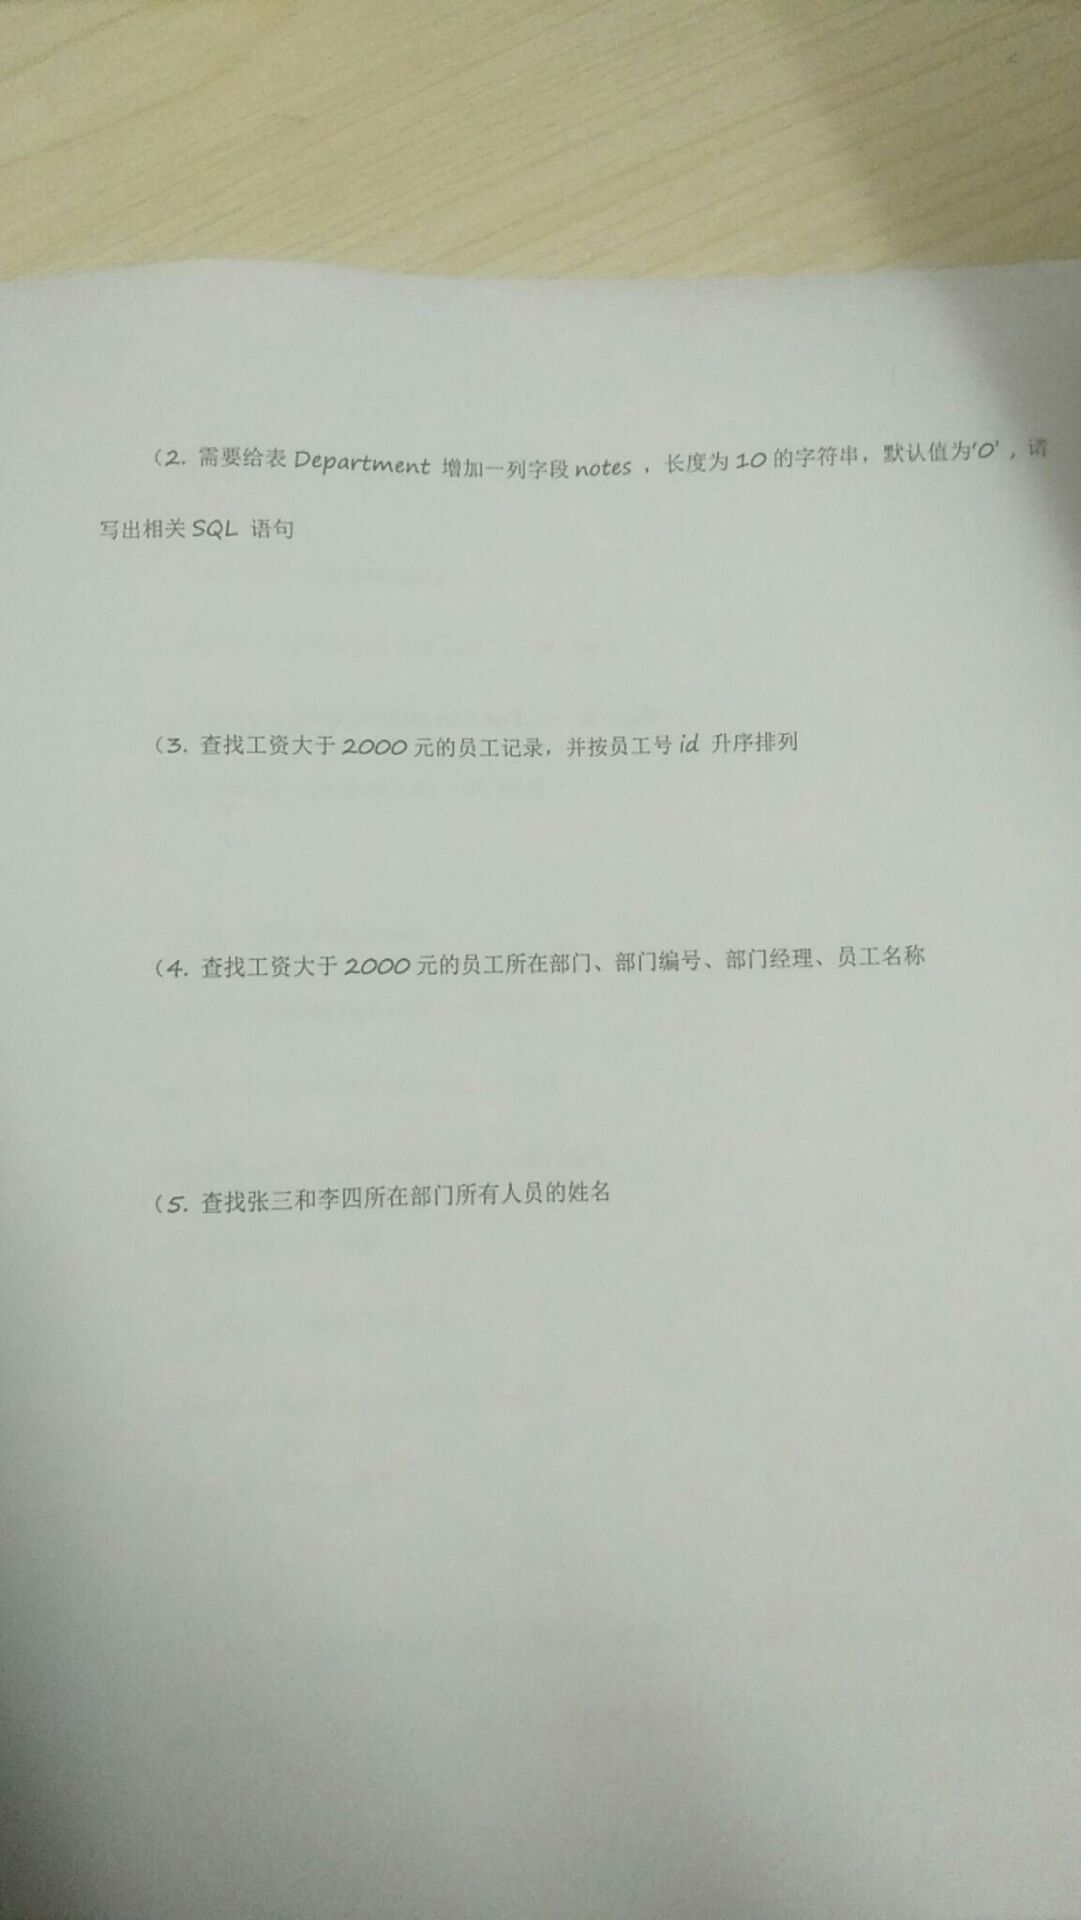 （2. 需要给表 Department 增加一列字段 notes ，长度为 10 的字符串，默认值为‘0’，请
写出相关 SQL 语句
（3. 查找工资大于 2000 元的员工记录，并按员工号 id 升序排列
（4. 查找工资大于 2000 元的员工所在部门、部门编号、部门经理、员工名称
（5. 查找张三和李四所在部门所有人员的姓名